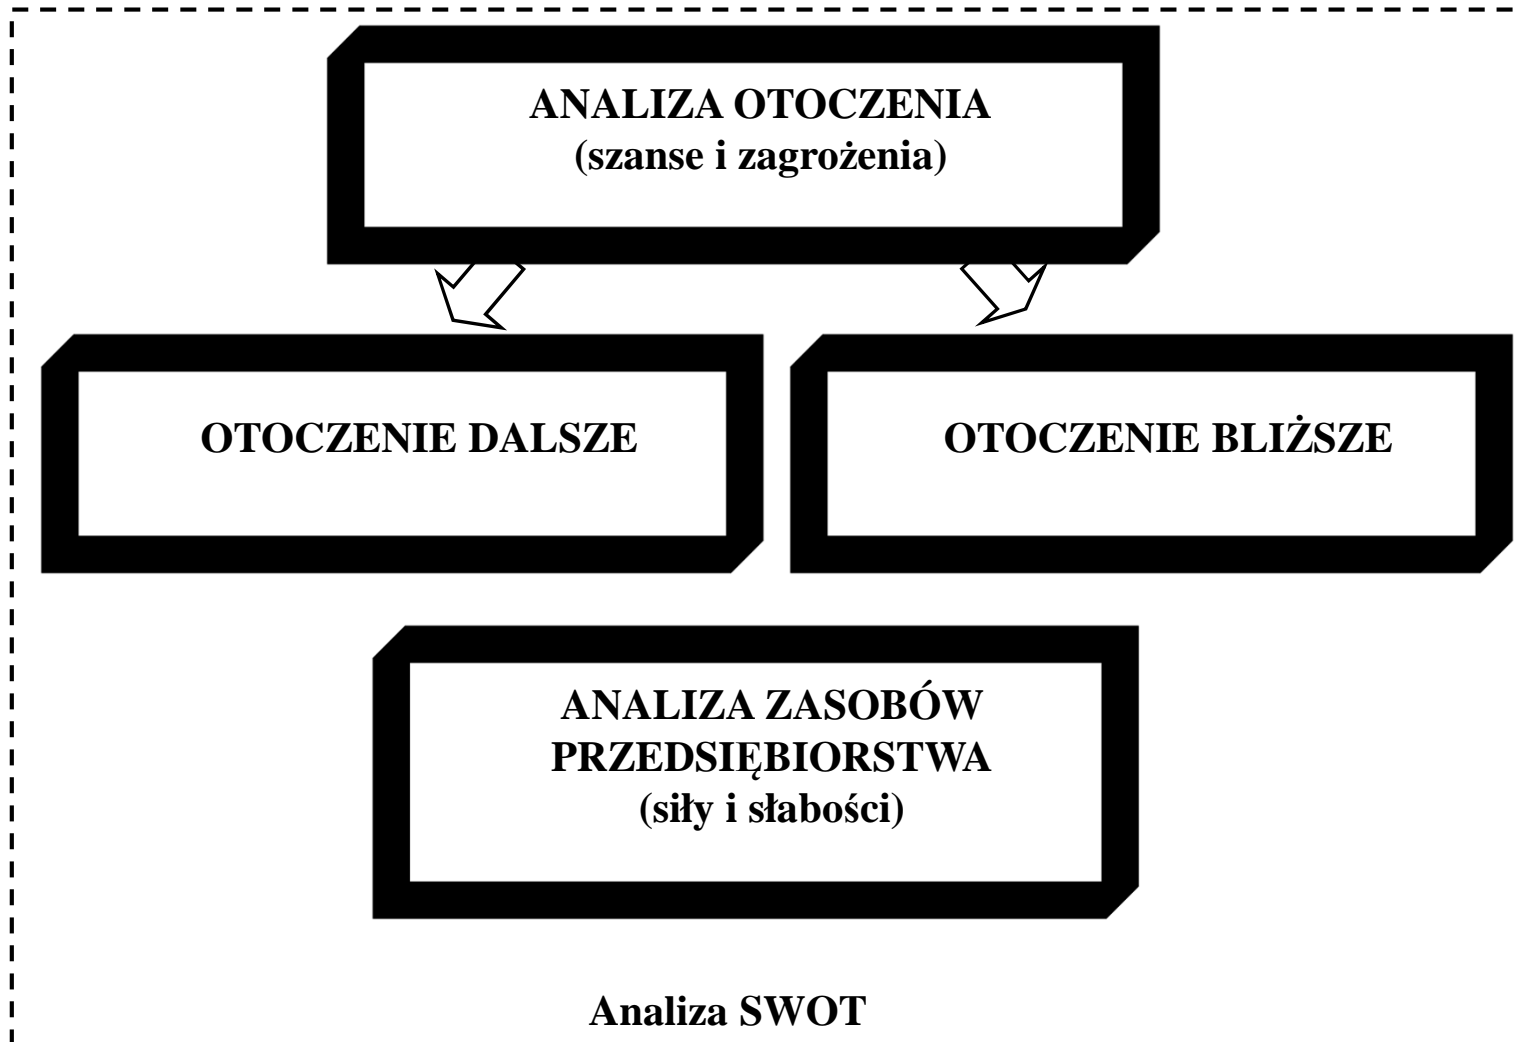 ANALIZA OTOCZENIA
(szanse i zagrożenia)
OTOCZENIE DALSZE
OTOCZENIE BLIŻSZE
ANALIZA ZASOBÓW
PRZEDSIĘBIORSTWA
(siły i słabości)
Analiza SWOT